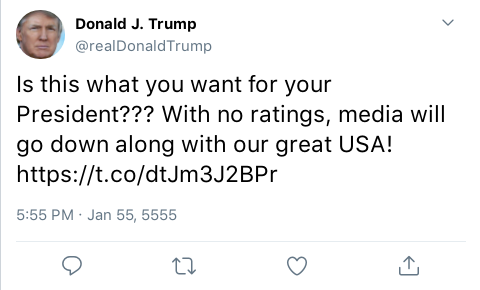 Donald J. Trump
@realDonaldTrump
Is this what you want for your
President??? With no ratings, media will
go down along with our great USA!
https://t.co/dtJm3J2BPr
5:55 PM · Jan 55, 5555